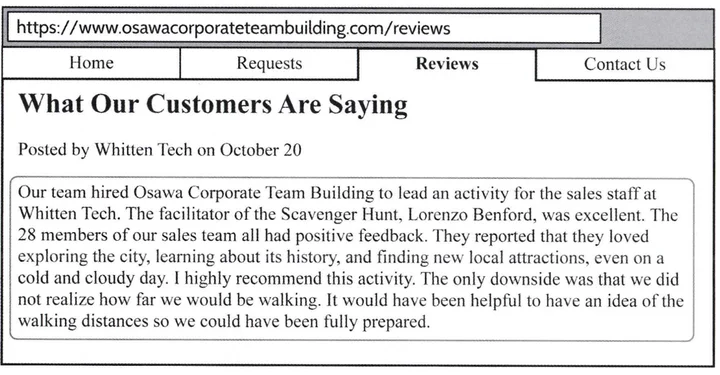 https://www.osawacorporateteambuilding.com/reviews
Home Requests Reviews Contact Us
What Our Customers Are Saying
Posted by Whitten Tech on October 20
Our team hired Osawa Corporate Team Building to lead an activity for the sales staff at
Whitten Tech. The facilitator of the Scavenger Hunt, Lorenzo Benford, was excellent. The
28 members of our sales team all had positive feedback. They reported that they loved
exploring the city, learning about its history, and finding new local attractions, even on a
cold and cloudy day. I highly recommend this activity. The only downside was that we did
not realize how far we would be walking. It would have been helpful to have an idea of the
walking distances so we could have been fully prepared.